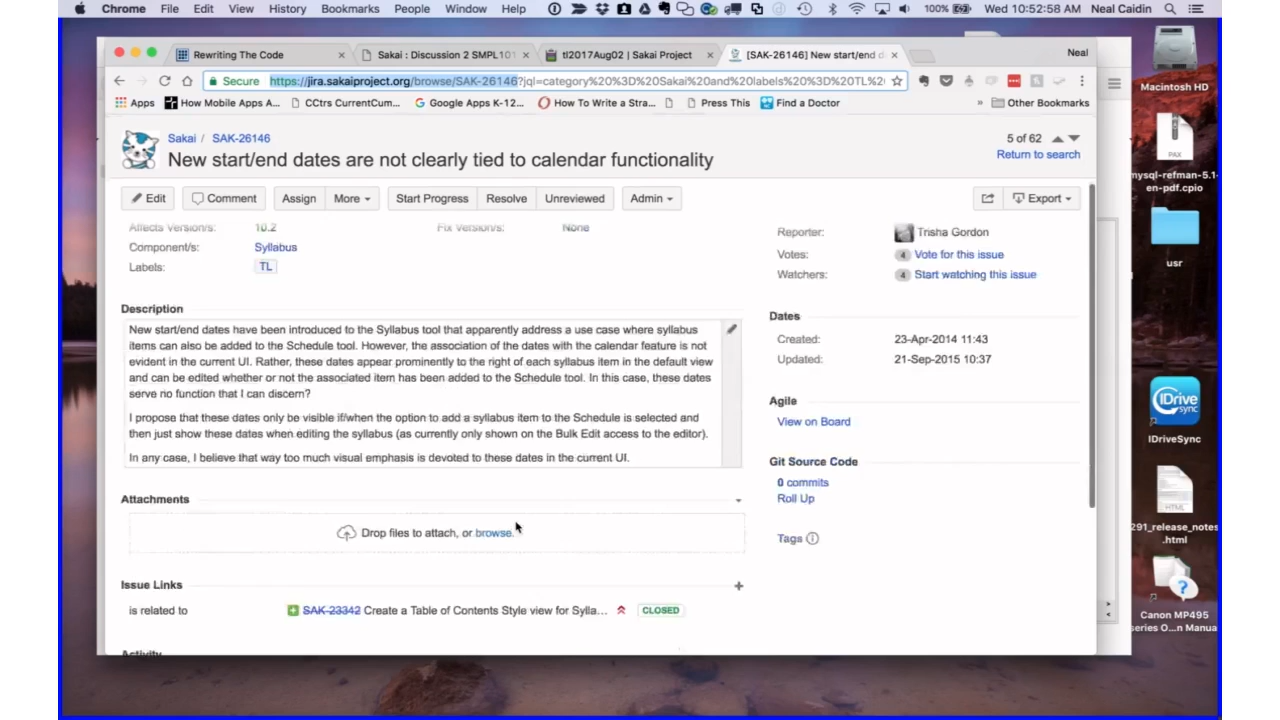 Chrome File Edit View History Bookmarks People Window Help 100% Wed 10:52:58 AM Neal Caidin
Rewriting The Code × Sakai : Discussion 2 SMPL101 × tl2017Aug02 | Sakai Project × [SAK-26146] New start/end d × Neal
Secure https://jira.sakaiproject.org/browse/SAK-26146?jql=category%20%3D%20Sakai%20and%20labels%20%3D%20TL%2
Apps How Mobile Apps A... CCtrs CurrentCum... Google Apps K-12... How To Write a Stra... Press This Find a Doctor » Other Bookmarks
Sakai / SAK-26146
5 of 62
New start/end dates are not clearly tied to calendar functionality
Return to search
Edit Comment Assign More Start Progress Resolve Unreviewed Admin Export
Affects Version/s: 10.2 Fix Version/s: None
Component/s: Syllabus
Labels: TL
Reporter: Trisha Gordon
Votes: 4 Vote for this issue
Watchers: 4 Start watching this issue
Description
New start/end dates have been introduced to the Syllabus tool that apparently address a use case where syllabus
items can also be added to the Schedule tool. However, the association of the dates with the calendar feature is not
evident in the current UI. Rather, these dates appear prominently to the right of each syllabus item in the default view
and can be edited whether or not the associated item has been added to the Schedule tool. In this case, these dates
serve no function that I can discern?
I propose that these dates only be visible if/when the option to add a syllabus item to the Schedule is selected and
then just show these dates when editing the syllabus (as currently only shown on the Bulk Edit access to the editor).
In any case, I believe that way too much visual emphasis is devoted to these dates in the current UI.
Dates
Created: 23-Apr-2014 11:43
Updated: 21-Sep-2015 10:37
Agile
View on Board
Git Source Code
0 commits
Roll Up
Tags
Attachments
Drop files to attach, or browse.
Issue Links
is related to SAK-23342 Create a Table of Contents Style view for Sylla... CLOSED
Activity
Macintosh HD
PAX
mysql-refman-5.1-
en-pdf.cpio
usr
IDrive
sync
IDriveSync
HTML
291_release_notes
.html
Canon MP495
series O...n Manual